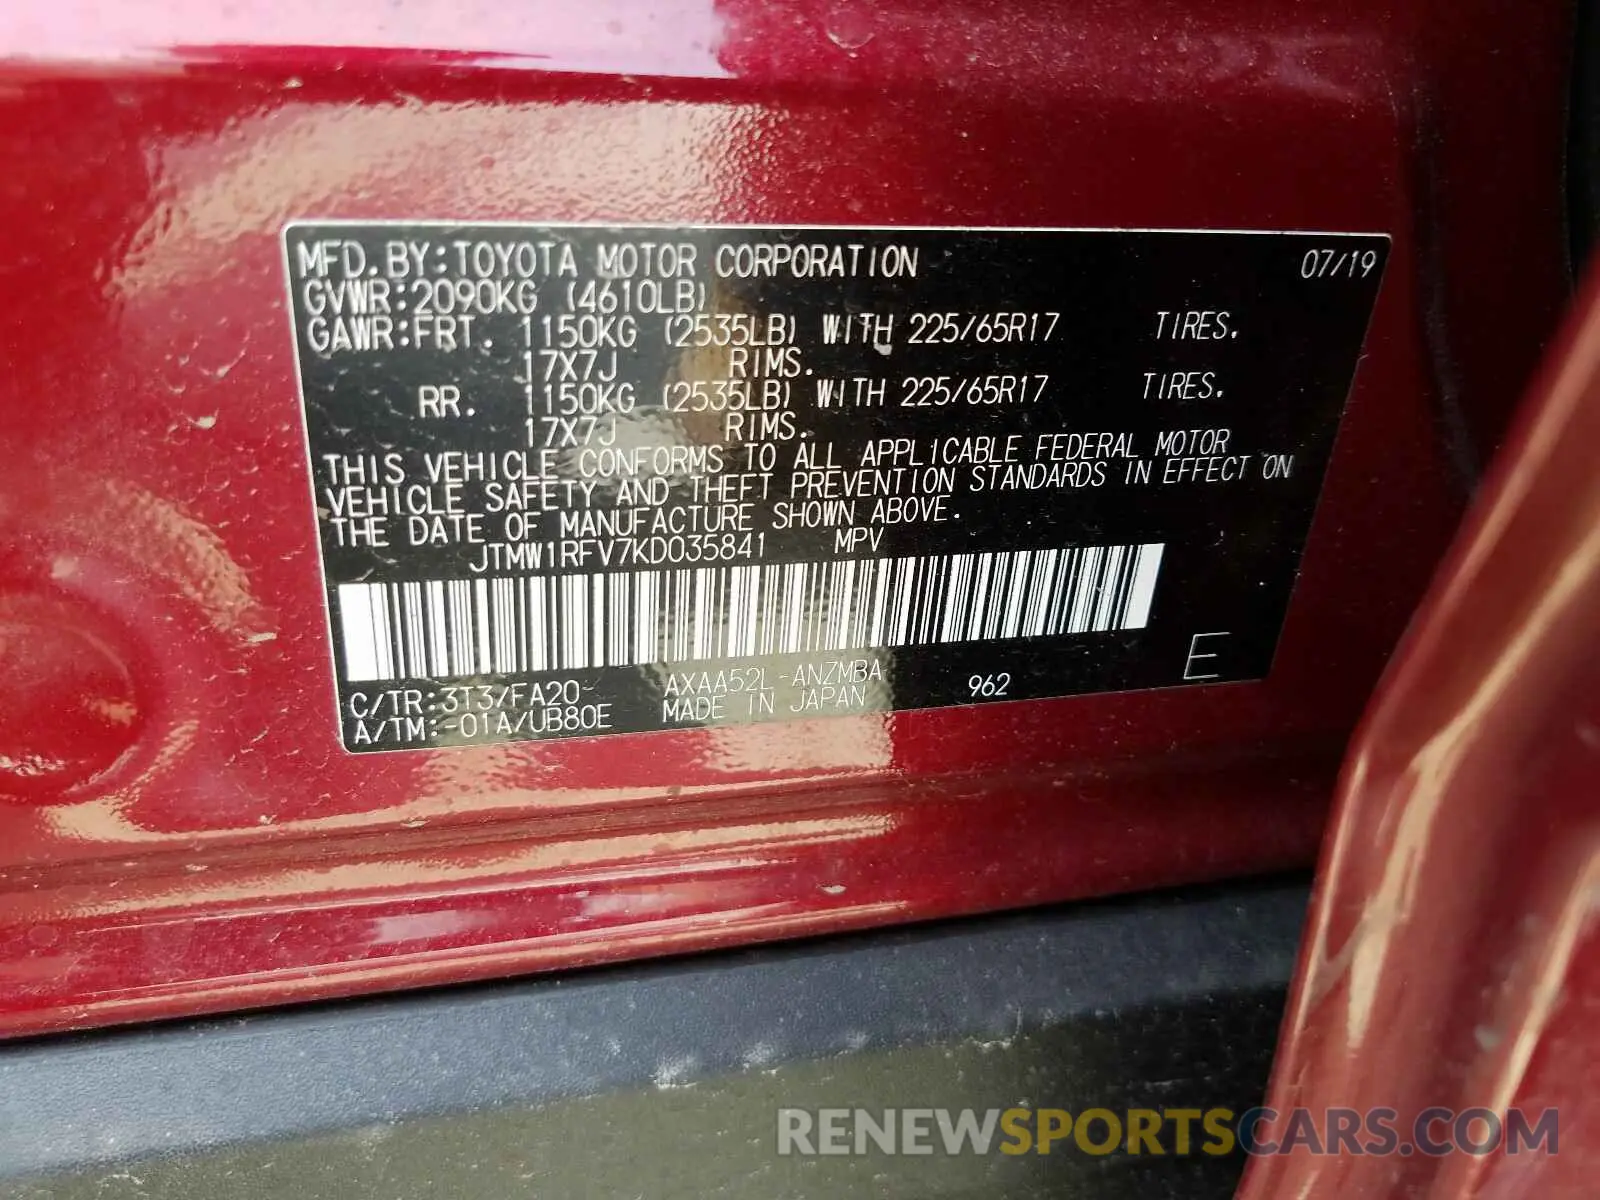 MFD.BY:TOYOTA MOTOR CORPORATION 07/19
GVWR:2090KG (4610LB)
GAWR:FRT. 1150KG (2535LB) WITH 225/65R17 TIRES.
17X7J RIMS.
RR. 1150KG (2535LB) WITH 225/65R17 TIRES.
17X7J RIMS.
THIS VEHICLE CONFORMS TO ALL APPLICABLE FEDERAL MOTOR
VEHICLE SAFETY AND THEFT PREVENTION STANDARDS IN EFFECT ON
THE DATE OF MANUFACTURE SHOWN ABOVE.
JTMW1RFV7KD035841 MPV
C/TR:3T3/FA20 AXAA52L-ANZMBA 962 E
A/TM:-01A/UB80E MADE IN JAPAN
RENEWSPORTSCARS.COM